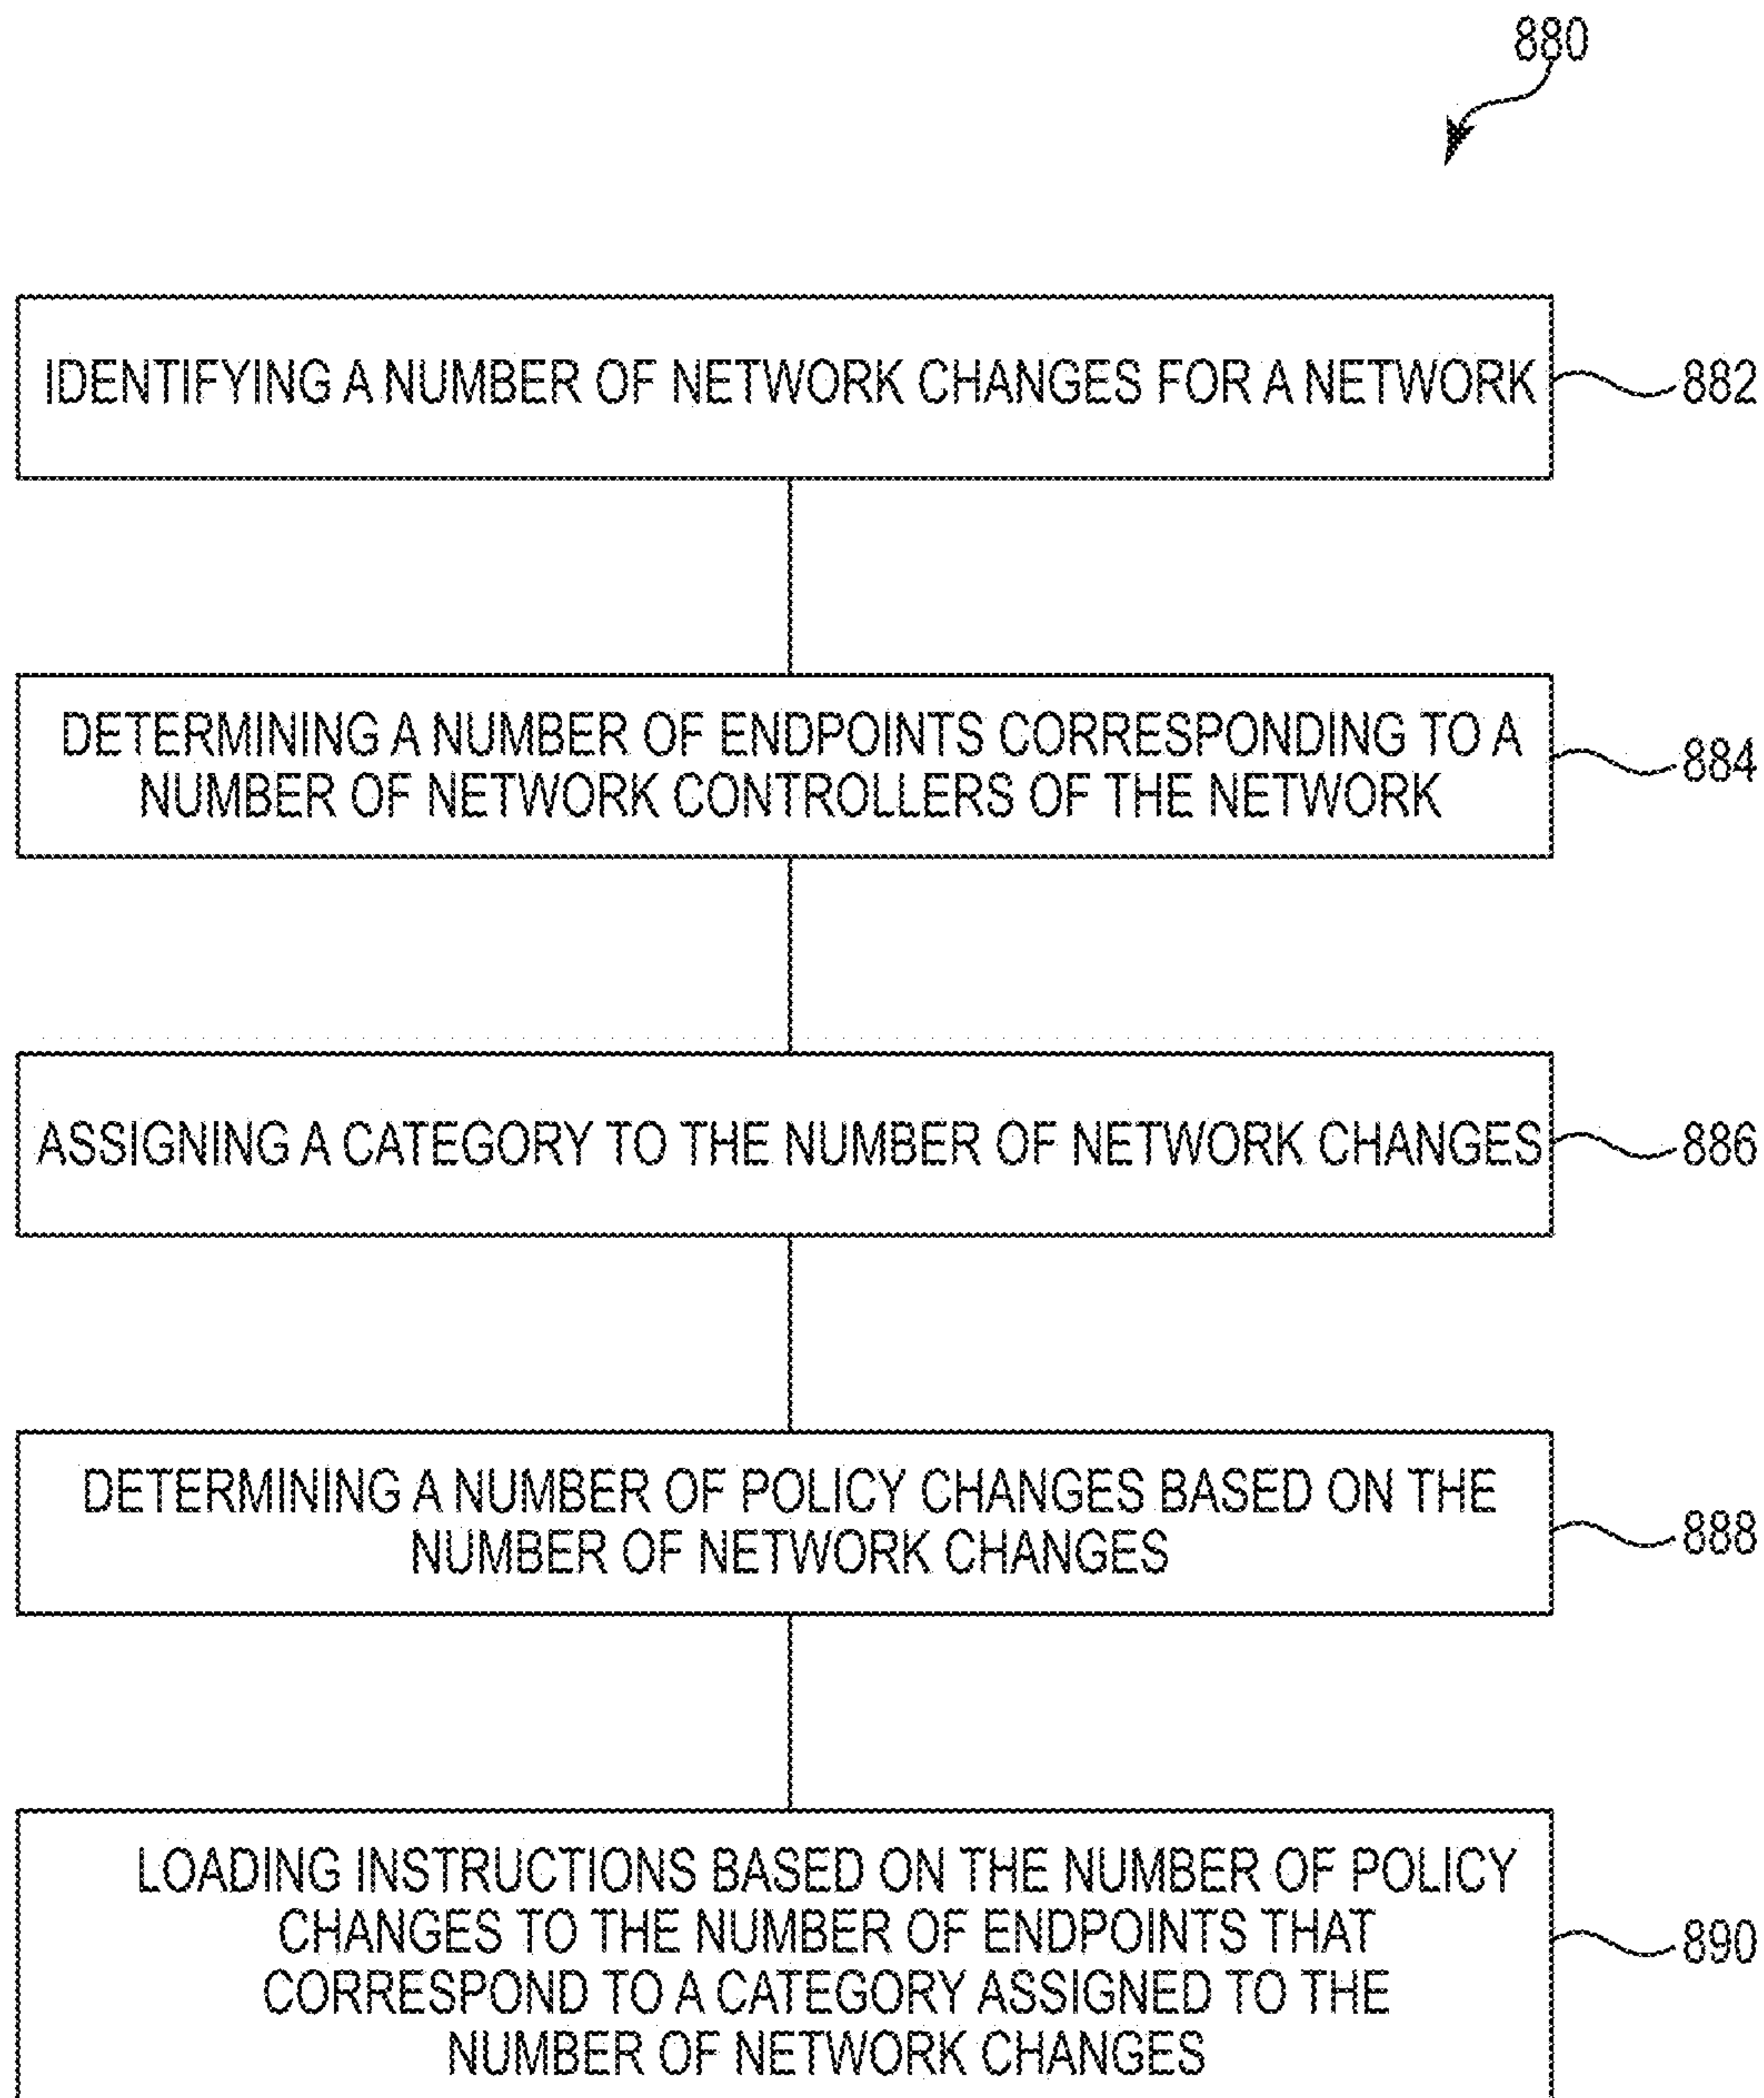 880
IDENTIFYING A NUMBER OF NETWORK CHANGES FOR A NETWORK
882
DETERMINING A NUMBER OF ENDPOINTS CORRESPONDING TO A
NUMBER OF NETWORK CONTROLLERS OF THE NETWORK
884
ASSIGNING A CATEGORY TO THE NUMBER OF NETWORK CHANGES
886
DETERMINING A NUMBER OF POLICY CHANGES BASED ON THE
NUMBER OF NETWORK CHANGES
888
LOADING INSTRUCTIONS BASED ON THE NUMBER OF POLICY
CHANGES TO THE NUMBER OF ENDPOINTS THAT
CORRESPOND TO A CATEGORY ASSIGNED TO THE
NUMBER OF NETWORK CHANGES
890